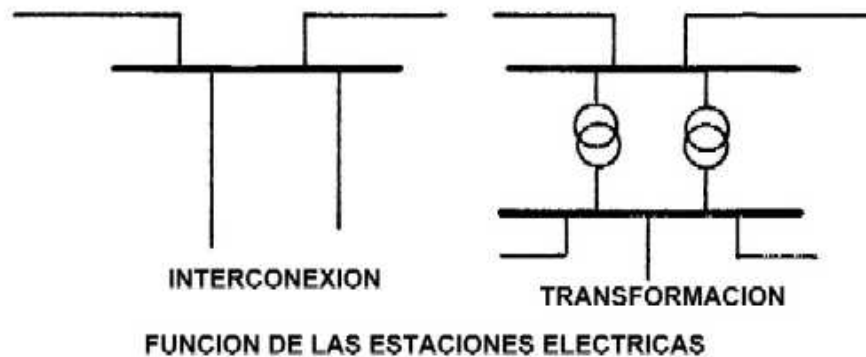 INTERCONEXION
TRANSFORMACION
FUNCION DE LAS ESTACIONES ELECTRICAS